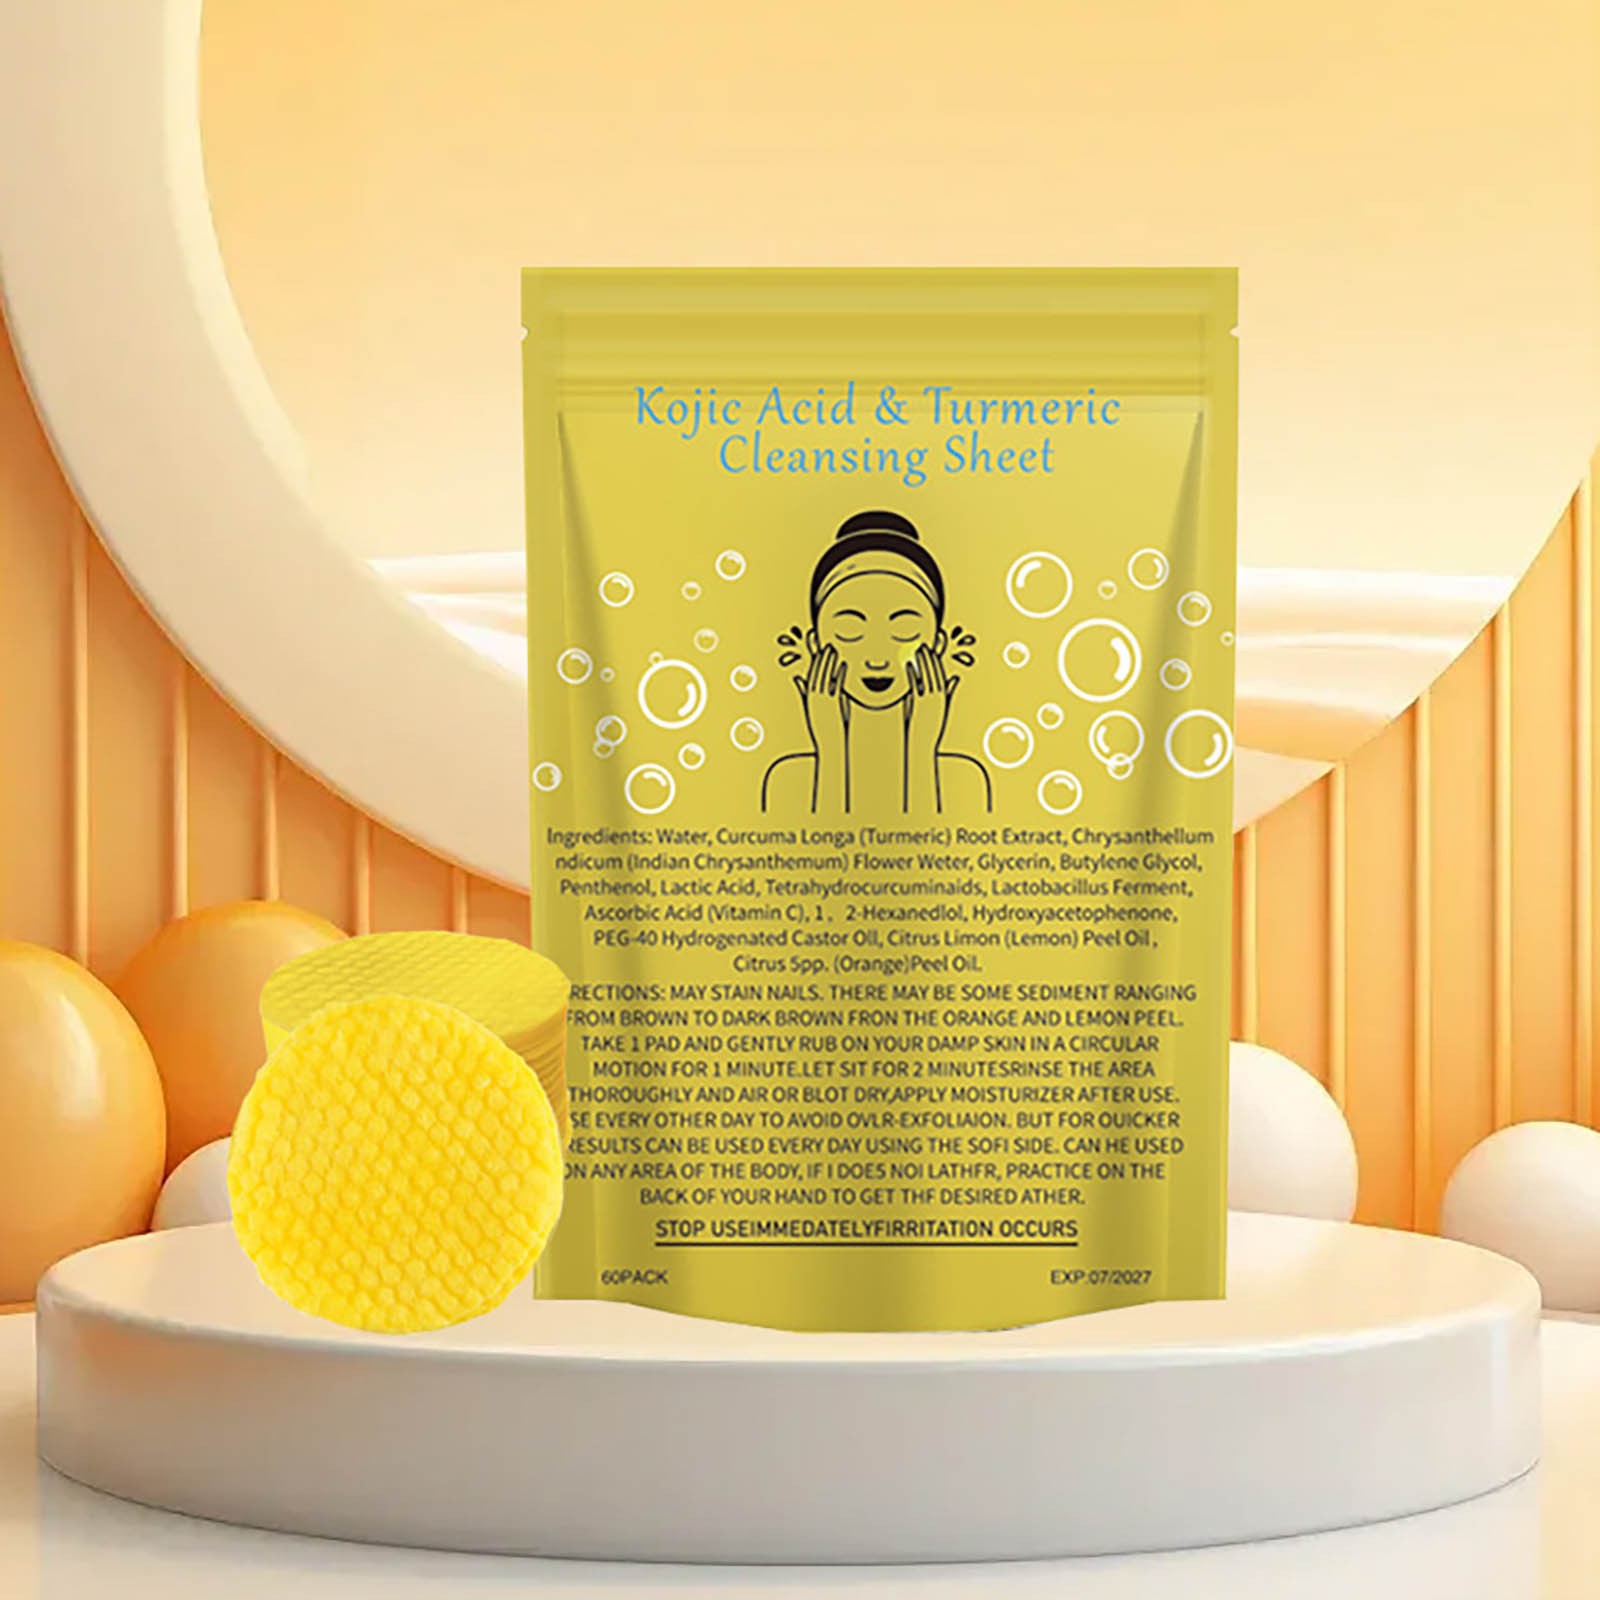 Kojic Acid & Turmeric
Cleansing Sheet
Ingredients: Water, Curcuma Longa (Turmeric) Root Extract, Chrysanthellum
ndicum (Indian Chrysanthemum) Flower Weter, Glycerin, Butylene Glycol,
Penthenol, Lactic Acid, Tetrahydrocurcuminaids, Lactobacillus Ferment,
Ascorbic Acid (Vitamin C), 1， 2-Hexanedlol, Hydroxyacetophenone,
PEG-40 Hydrogenated Castor Oll, Citrus Limon (Lemon) Peel Oil ,
Citrus 5pp. (Orange)Peel Oil.
RECTIONS: MAY STAIN NAILS. THERE MAY BE SOME SEDIMENT RANGING
FROM BROWN TO DARK BROWN FRON THE ORANGE AND LEMON PEEL.
TAKE 1 PAD AND GENTLY RUB ON YOUR DAMP SKIN IN A CIRCULAR
MOTION FOR 1 MINUTE.LET SIT FOR 2 MINUTESRINSE THE AREA
THOROUGHLY AND AIR OR BLOT DRY,APPLY MOISTURIZER AFTER USE.
SE EVERY OTHER DAY TO AVOID OVLR-EXFOLIAION. BUT FOR OUICKER
RESULTS CAN BE USED EVERY DAY USING THE SOFI SIDE. CAN HE USED
ON ANY AREA OF THE BODY, IF I DOE5 NOI LATHFR, PRACTICE ON THE
BACK OF YOUR HAND TO GET THF DESIRED ATHER.
STOP USEIMMEDATELYFIRRITATION OCCURS
60PACK EXP:07/2027